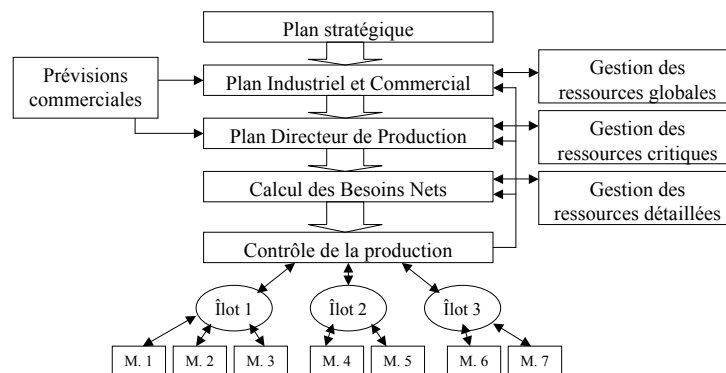 Plan stratégique
Prévisions
commerciales
Plan Industriel et Commercial
Gestion des
ressources globales
Plan Directeur de Production
Gestion des
ressources critiques
Calcul des Besoins Nets
Gestion des
ressources détaillées
Contrôle de la production
Îlot 1
Îlot 2
Îlot 3
M. 1
M. 2
M. 3
M. 4
M. 5
M. 6
M. 7